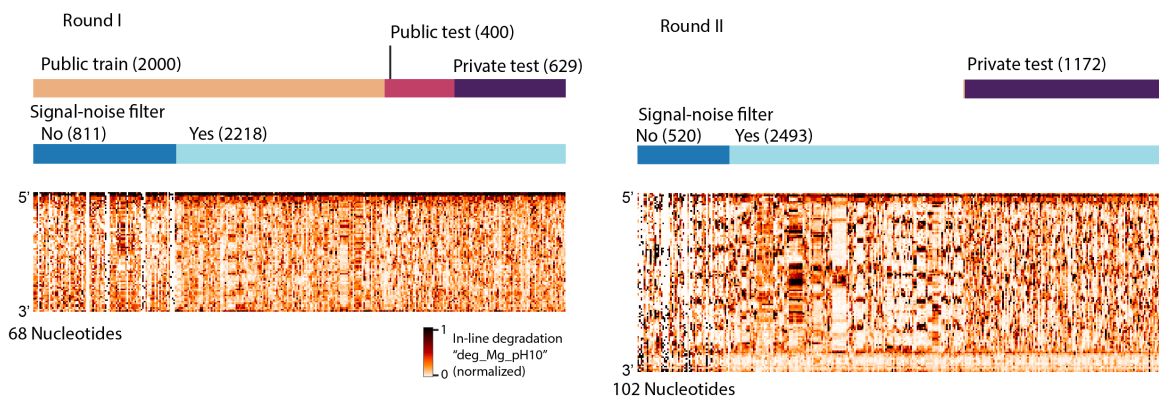 Round I
Public test (400)
Public train (2000)
Private test (629)
Signal-noise filter
No (811)
Yes (2218)
5'
3'
68 Nucleotides
1
0
In-line degradation
“deg_Mg_pH10”
(normalized)
Round II
Private test (1172)
Signal-noise filter
No (520)
Yes (2493)
5'
3'
102 Nucleotides